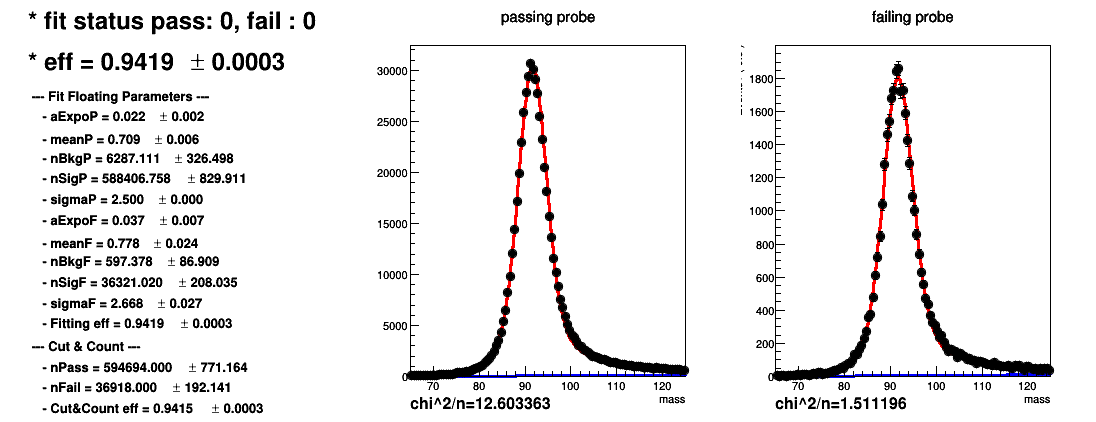 * fit status pass: 0, fail : 0
* eff = 0.9419 ± 0.0003
--- Fit Floating Parameters ---
- aExpoP = 0.022 ± 0.002
- meanP = 0.709 ± 0.006
- nBkgP = 6287.111 ± 326.498
- nSigP = 588406.758 ± 829.911
- sigmaP = 2.500 ± 0.000
- aExpoF = 0.037 ± 0.007
- meanF = 0.778 ± 0.024
- nBkgF = 597.378 ± 86.909
- nSigF = 36321.020 ± 208.035
- sigmaF = 2.668 ± 0.027
- Fitting eff = 0.9419 ± 0.0003
--- Cut & Count ---
- nPass = 594694.000 ± 771.164
- nFail = 36918.000 ± 192.141
- Cut&Count eff = 0.9415 ± 0.0003
passing probe
30000
25000
20000
15000
10000
5000
0
70 80 90 100 110 120
mass
chi^2/n=12.603363
failing probe
1800
1600
1400
1200
1000
800
600
400
200
0
70 80 90 100 110 120
mass
chi^2/n=1.511196